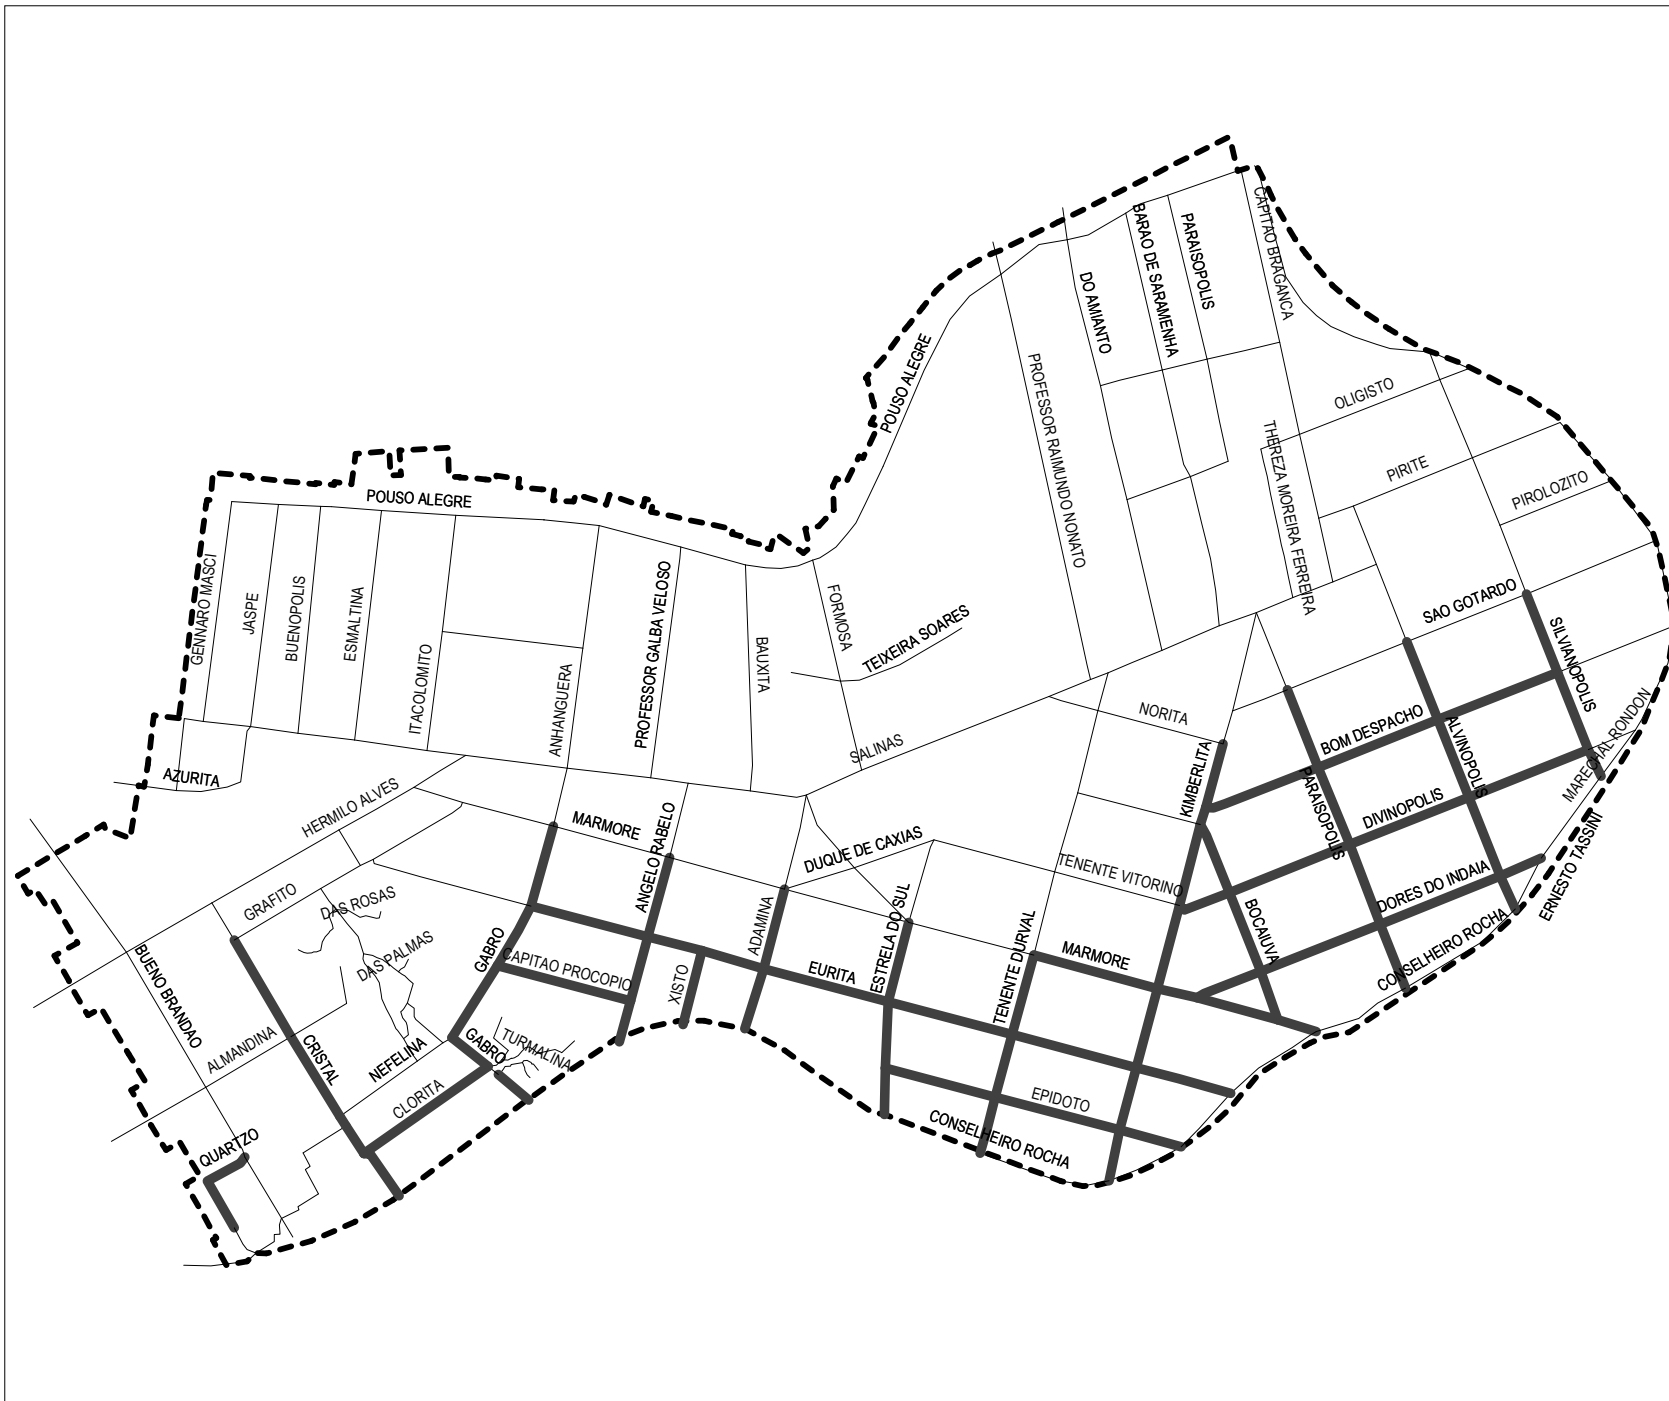 CAPITAO BRAGANCA
BARAO DE SARAMENHA
PARAISOPOLIS
DO AMIANTO
POUSO ALEGRE
PROFESSOR RAIMUNDO NONATO
OLIGISTO
THEREZA MOREIRA FERREIRA
PIRITE
PIROLOZITO
POUSO ALEGRE
GENNARO MASCI
JASPE
BUENOPOLIS
ESMALTINA
ITACOLOMITO
ANHANGUERA
PROFESSOR GALBA VELOSO
BAUXITA
FORMOSA
TEIXEIRA SOARES
SAO GOTARDO
SILVIANOPOLIS
NORITA
SALINAS
BOM DESPACHO
ALVINOPOLIS
MARECHAL RONDON
AZURITA
HERMILO ALVES
KIMBERLITA
PARAISOPOLIS
DIVINOPOLIS
MARMORE
ANGELO RABELO
DUQUE DE CAXIAS
TENENTE VITORINO
ERNESTO TASSINI
GRAFITO
DAS ROSAS
DORES DO INDAIA
BOCAIUVA
ADAMINA
ESTRELA DO SUL
TENENTE DURVAL
MARMORE
CONSELHEIRO ROCHA
BUENO BRANDAO
DAS PALMAS
GABRO
CAPITAO PROCOPIO
XISTO
EURITA
ALMANDINA
CRISTAL
NEFELINA
GABRO
TURMALINA
CLORITA
EPIDOTO
QUARTZO
CONSELHEIRO ROCHA